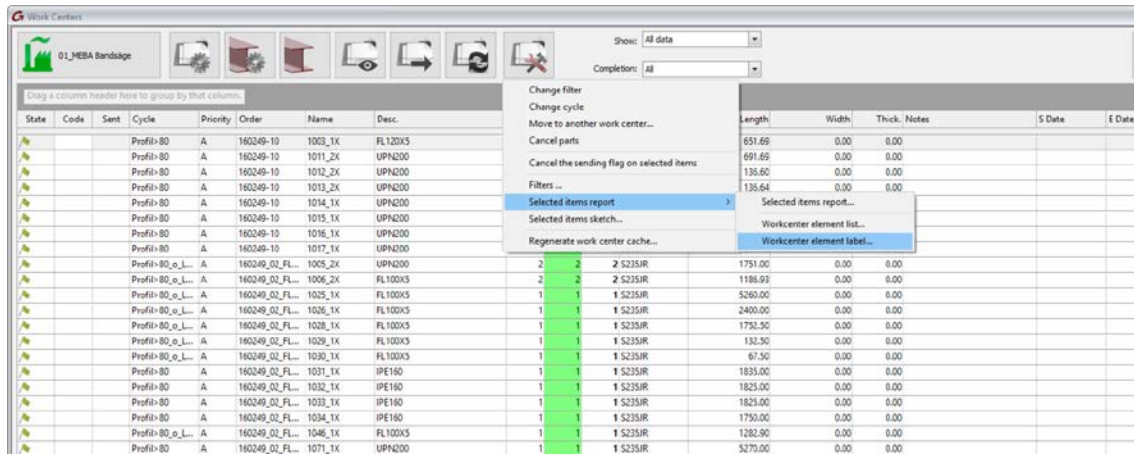 Work Centers
01_MEBA Bandsäge
Show: All data
Completion: All
Drag a column header here to group by that column.
Change filter
Change cycle
Move to another work center...
Cancel parts
Cancel the sending flag on selected items
Filters ...
Selected items report
Selected items sketch...
Regenerate work center cache...
Selected items report...
Workcenter element list...
Workcenter element label...
State Code Sent Cycle Priority Order Name Desc. Length Width Thick. Notes S Date E Date
Profil>80 A 160249-10 1003_1X FL120X5 651.69 0.00 0.00
Profil>80 A 160249-10 1011_2X UPN200 691.69 0.00 0.00
Profil>80 A 160249-10 1012_2X UPN200 136.60 0.00 0.00
Profil>80 A 160249-10 1013_2X UPN200 136.64 0.00 0.00
Profil>80 A 160249-10 1014_1X UPN200
Profil>80 A 160249-10 1015_1X UPN200
Profil>80 A 160249-10 1016_1X UPN200
Profil>80 A 160249-10 1017_1X UPN200
Profil>80_o_L... A 160249_02_FL... 1005_2X UPN200 2 2 2 S235JR 1751.00 0.00 0.00
Profil>80_o_L... A 160249_02_FL... 1006_2X FL100X5 2 2 2 S235JR 1186.93 0.00 0.00
Profil>80_o_L... A 160249_02_FL... 1025_1X FL100X5 1 1 1 S235JR 5260.00 0.00 0.00
Profil>80_o_L... A 160249_02_FL... 1026_1X FL100X5 1 1 1 S235JR 2400.00 0.00 0.00
Profil>80_o_L... A 160249_02_FL... 1028_1X FL100X5 1 1 1 S235JR 1752.50 0.00 0.00
Profil>80_o_L... A 160249_02_FL... 1029_1X FL100X5 1 1 1 S235JR 132.50 0.00 0.00
Profil>80_o_L... A 160249_02_FL... 1030_1X FL100X5 1 1 1 S235JR 67.50 0.00 0.00
Profil>80 A 160249_02_FL... 1031_1X IPE160 1 1 1 S235JR 1835.00 0.00 0.00
Profil>80 A 160249_02_FL... 1032_1X IPE160 1 1 1 S235JR 1825.00 0.00 0.00
Profil>80 A 160249_02_FL... 1033_1X IPE160 1 1 1 S235JR 1825.00 0.00 0.00
Profil>80 A 160249_02_FL... 1034_1X IPE160 1 1 1 S235JR 1750.00 0.00 0.00
Profil>80_o_L... A 160249_02_FL... 1046_1X FL100X5 1 1 1 S235JR 1282.90 0.00 0.00
Profil>80 A 160249_02_FL... 1071_1X UPN200 1 1 1 S235JR 5270.00 0.00 0.00